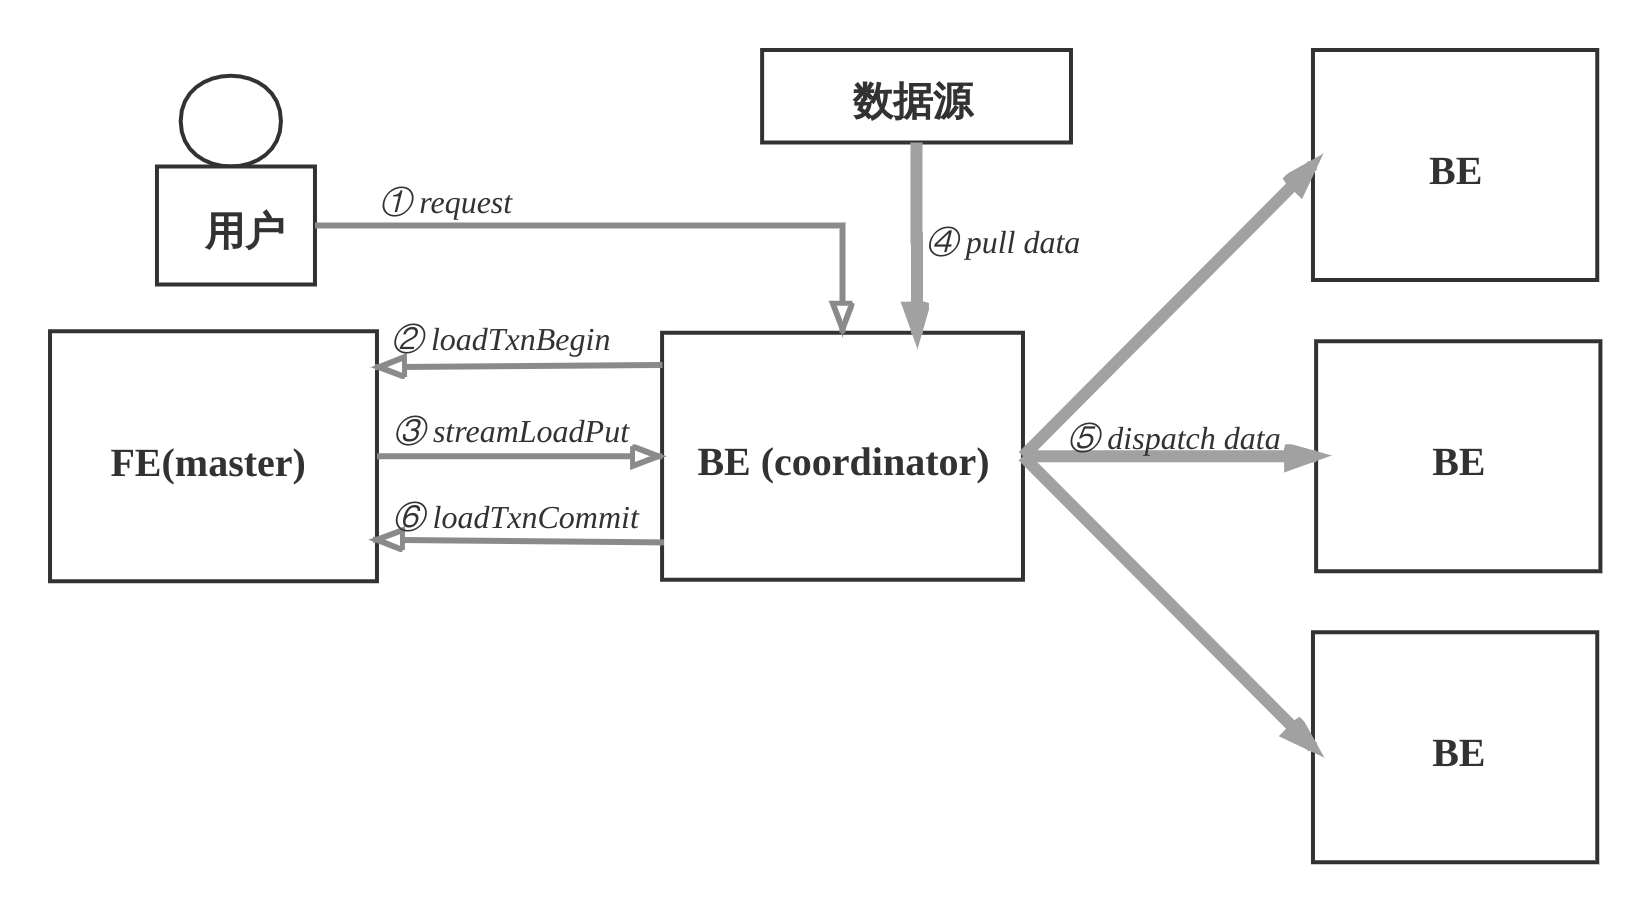 数据源
BE
① request
用户
④ pull data
② loadTxnBegin
③ streamLoadPut
⑤ dispatch data
FE(master)
BE (coordinator)
BE
⑥ loadTxnCommit
BE